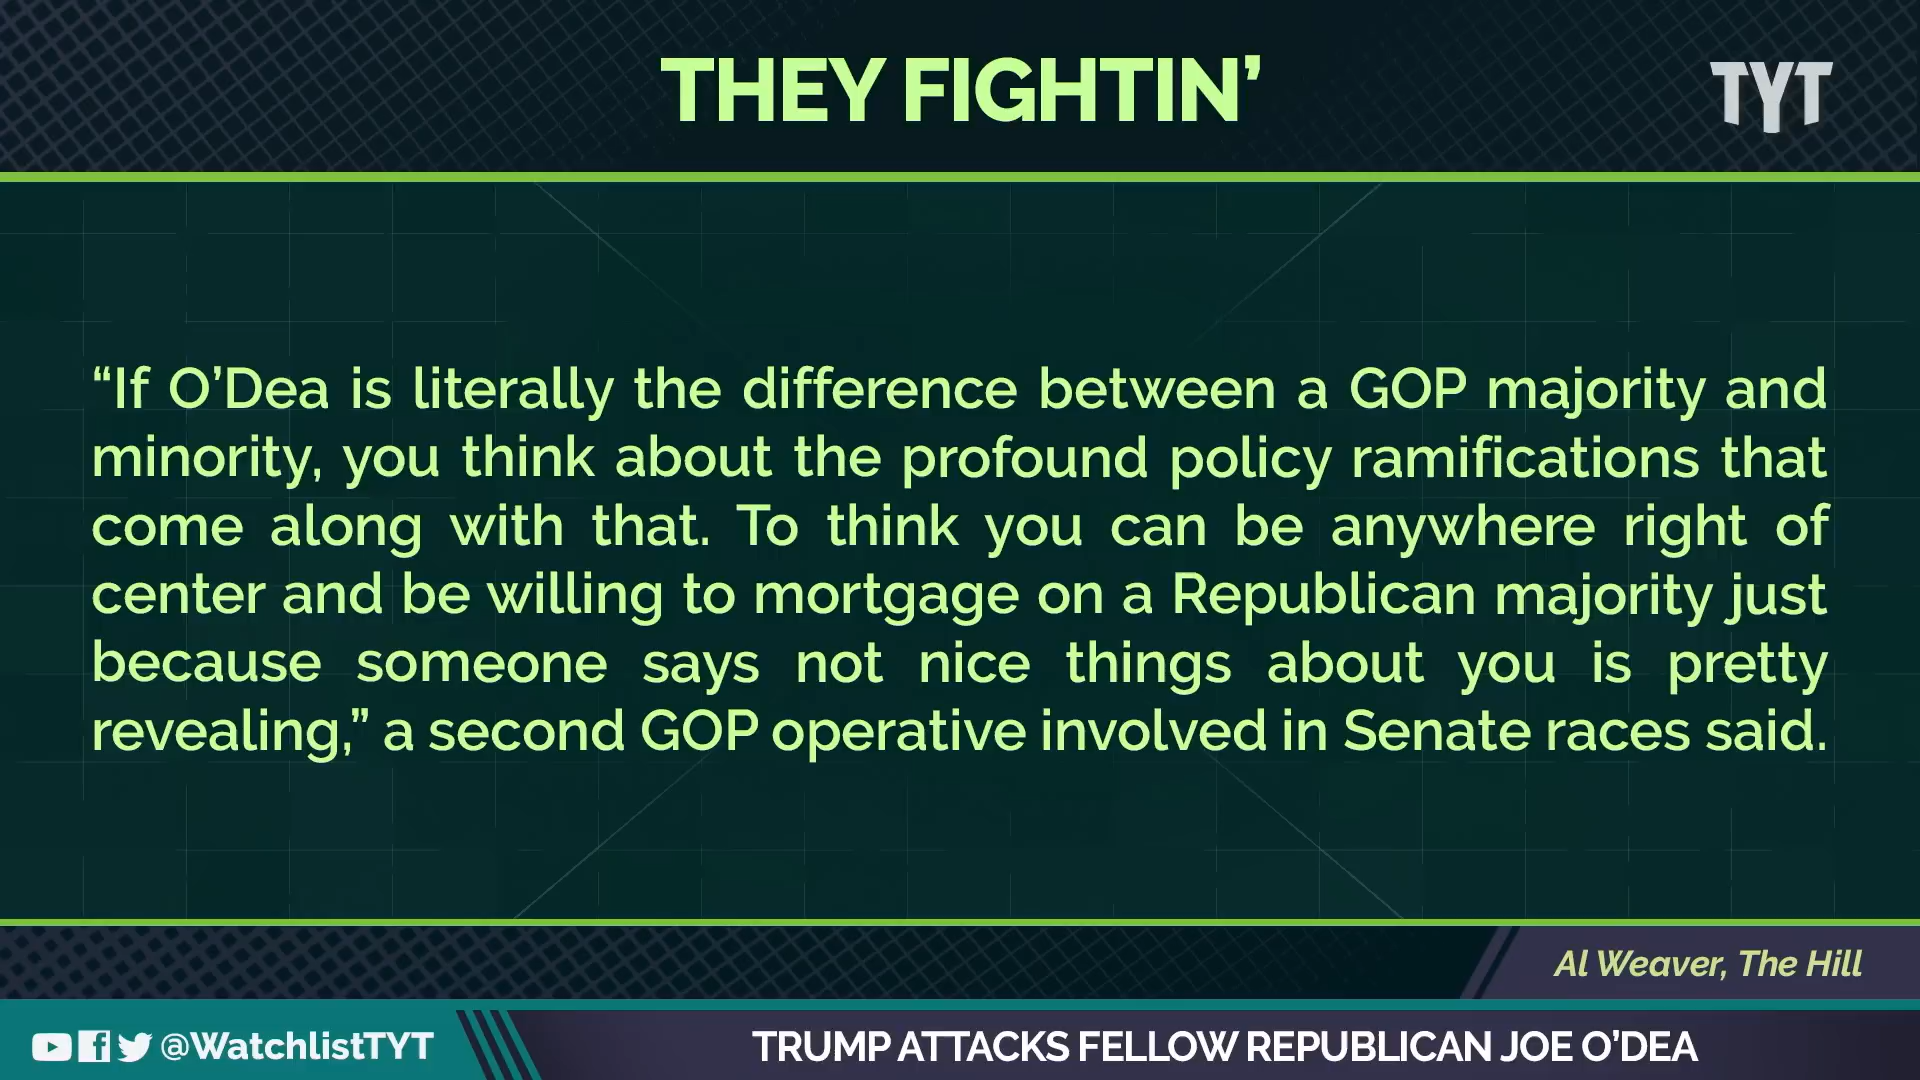 THEY FIGHTIN’
TYT
“If O’Dea is literally the difference between a GOP majority and
minority, you think about the profound policy ramifications that
come along with that. To think you can be anywhere right of
center and be willing to mortgage on a Republican majority just
because someone says not nice things about you is pretty
revealing,” a second GOP operative involved in Senate races said.
Al Weaver, The Hill
@WatchlistTYT
TRUMP ATTACKS FELLOW REPUBLICAN JOE O’DEA